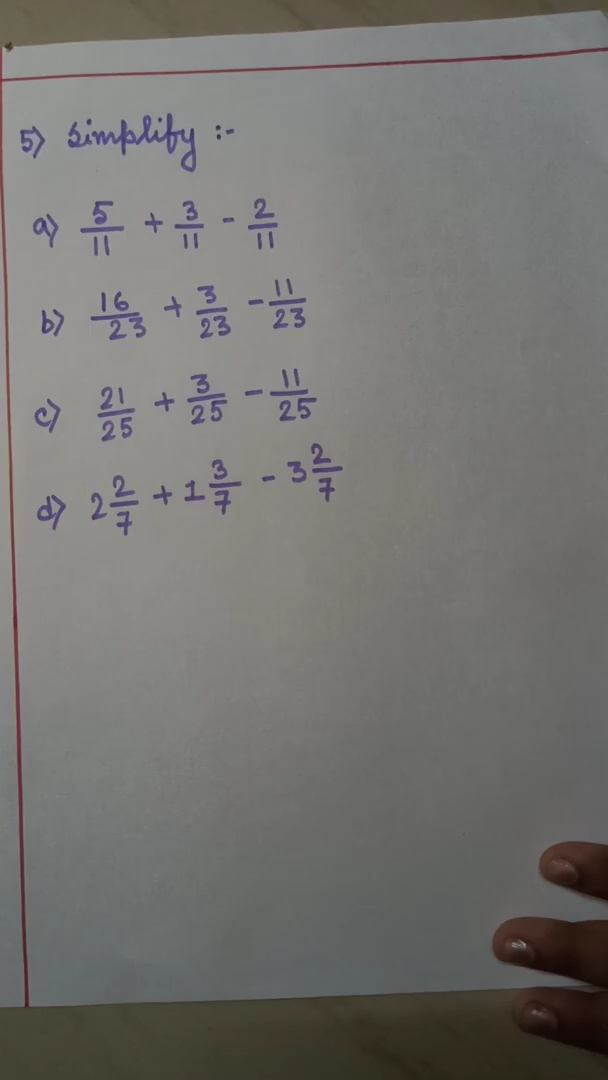 5) Simplify :-
a) 5/11 + 3/11 - 2/11
b) 16/23 + 3/23 - 11/23
c) 21/25 + 3/25 - 11/25
d) 2 2/7 + 1 3/7 - 3 2/7